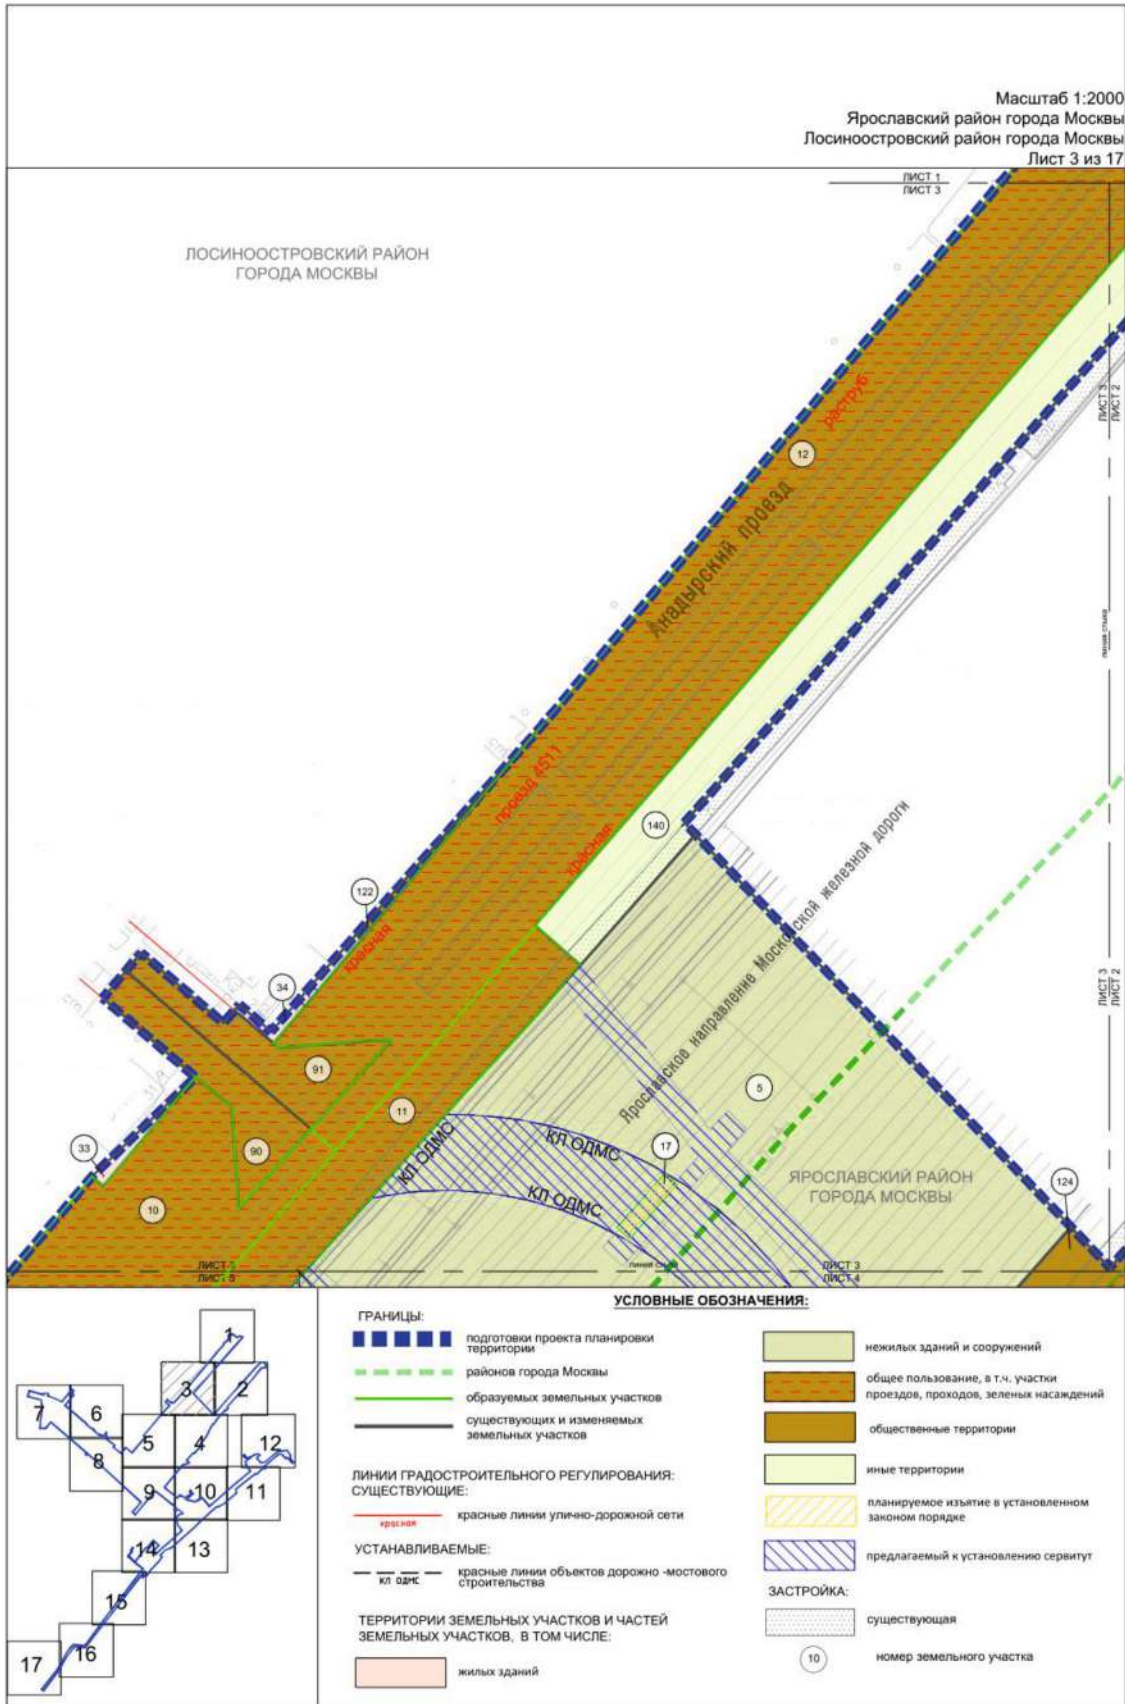 Масштаб 1:2000
Ярославский район города Москвы
Лосиноостровский район города Москвы
Лист 3 из 17
ЛИСТ 1
ЛИСТ 3
ЛОСИНООСТРОВСКИЙ РАЙОН
ГОРОДА МОСКВЫ
раструб
12
Анадырский проезд
ЛИСТ 3
ЛИСТ 2
линия стыка
проезд 4511
красная
140
Ярославское направление Московской железной дороги
122
красная
34
ЛИСТ 3
ЛИСТ 2
91
5
11
33
90
КЛ ОДМС
КЛ ОДМС
17
КЛ ОДМС
ЯРОСЛАВСКИЙ РАЙОН
ГОРОДА МОСКВЫ
124
10
ЛИСТ 3
ЛИСТ 5
ЛИСТ 3
ЛИСТ 4
УСЛОВНЫЕ ОБОЗНАЧЕНИЯ:
ГРАНИЦЫ:
подготовки проекта планировки
территории
районов города Москвы
образуемых земельных участков
существующих и изменяемых
земельных участков
ЛИНИИ ГРАДОСТРОИТЕЛЬНОГО РЕГУЛИРОВАНИЯ:
СУЩЕСТВУЮЩИЕ:
красная
красные линии улично-дорожной сети
УСТАНАВЛИВАЕМЫЕ:
КЛ ОДМС
красные линии объектов дорожно -мостового
строительства
ТЕРРИТОРИИ ЗЕМЕЛЬНЫХ УЧАСТКОВ И ЧАСТЕЙ
ЗЕМЕЛЬНЫХ УЧАСТКОВ, В ТОМ ЧИСЛЕ:
жилых зданий
нежилых зданий и сооружений
общее пользование, в т.ч. участки
проездов, проходов, зеленых насаждений
общественные территории
иные территории
планируемое изъятие в установленном
законом порядке
предлагаемый к установлению сервитут
ЗАСТРОЙКА:
существующая
10
номер земельного участка
1
3
2
7
6
5
4
12
8
9
10
11
14
13
15
16
17